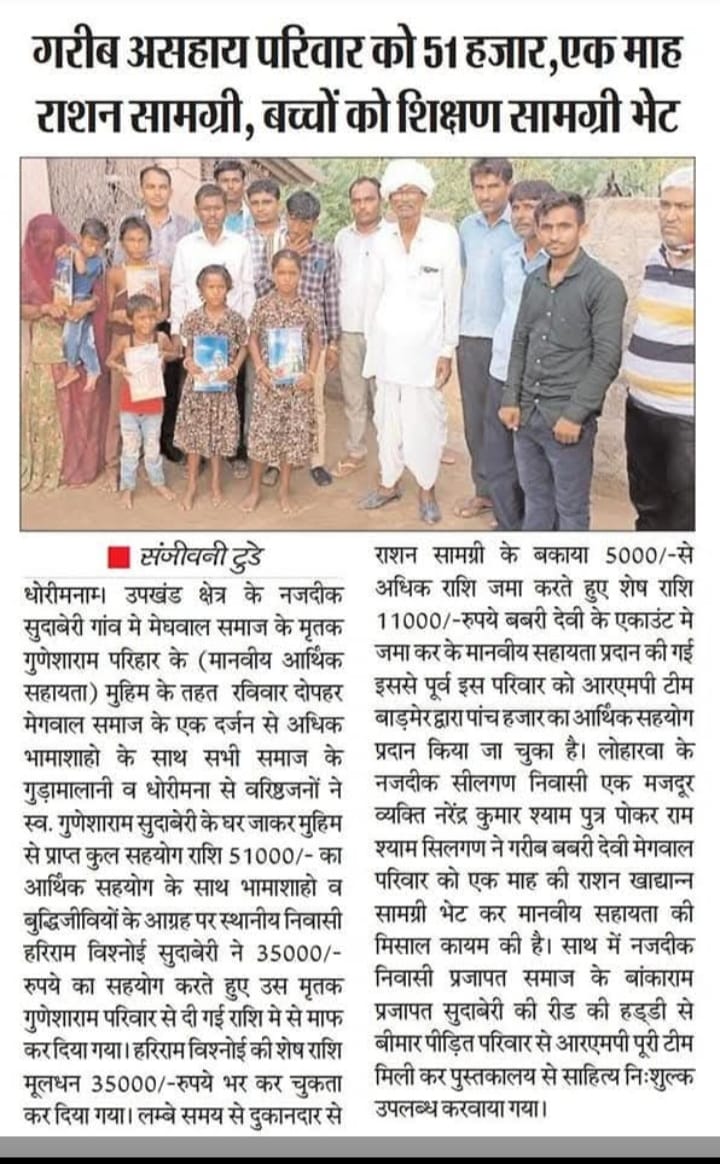 गरीब असहाय परिवार को 51 हजार,एक माह
राशन सामग्री, बच्चों को शिक्षण सामग्री भेट
संजीवनी टुडे
धोरीमनाम। उपखंड क्षेत्र के नजदीक
सुदाबेरी गांव मे मेघवाल समाज के मृतक
गुणेशाराम परिहार के (मानवीय आर्थिक
सहायता) मुहिम के तहत रविवार दोपहर
मेगवाल समाज के एक दर्जन से अधिक
भामाशाहो के साथ सभी समाज के
गुड़ामालानी व धोरीमना से वरिष्ठजनों ने
स्व. गुणेशाराम सुदाबेरी के घर जाकर मुहिम
से प्राप्त कुल सहयोग राशि 51000/- का
आर्थिक सहयोग के साथ भामाशाहो व
बुद्धिजीवियों के आग्रह पर स्थानीय निवासी
हरिराम विश्नोई सुदाबेरी ने 35000/-
रुपये का सहयोग करते हुए उस मृतक
गुणेशाराम परिवार से दी गई राशि मे से माफ
कर दिया गया। हरिराम विश्नोई की शेष राशि
मूलधन 35000/-रुपये भर कर चुकता
कर दिया गया। लम्बे समय से दुकानदार से
राशन सामग्री के बकाया 5000/-से
अधिक राशि जमा करते हुए शेष राशि
11000/-रुपये बबरी देवी के एकाउंट मे
जमा कर के मानवीय सहायता प्रदान की गई
इससे पूर्व इस परिवार को आरएमपी टीम
बाड़मेर द्वारा पांच हजार का आर्थिक सहयोग
प्रदान किया जा चुका है। लोहारवा के
नजदीक सीलगण निवासी एक मजदूर
व्यक्ति नरेंद्र कुमार श्याम पुत्र पोकर राम
श्याम सिलगण ने गरीब बबरी देवी मेगवाल
परिवार को एक माह की राशन खाद्यान्न
सामग्री भेट कर मानवीय सहायता की
मिसाल कायम की है। साथ में नजदीक
निवासी प्रजापत समाज के बांकाराम
प्रजापत सुदाबेरी की रीड की हड्डी से
बीमार पीड़ित परिवार से आरएमपी पूरी टीम
मिली कर पुस्तकालय से साहित्य निःशुल्क
उपलब्ध करवाया गया।